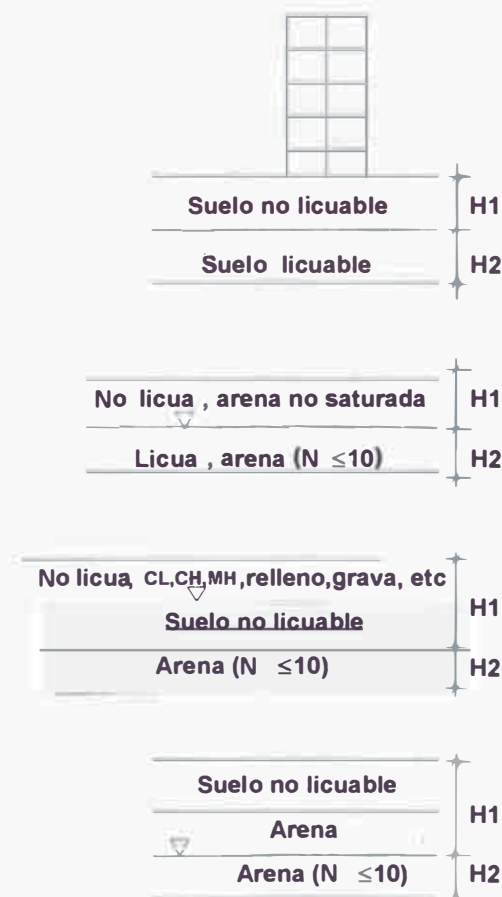 Suelo no licuable H1
Suelo licuable H2
No licua , arena no saturada H1
Licua , arena (N ≤10) H2
No licua, CL,CH,MH,relleno,grava, etc
H1
Suelo no licuable
Arena (N ≤10) H2
Suelo no licuable
H1
Arena
Arena (N ≤10) H2